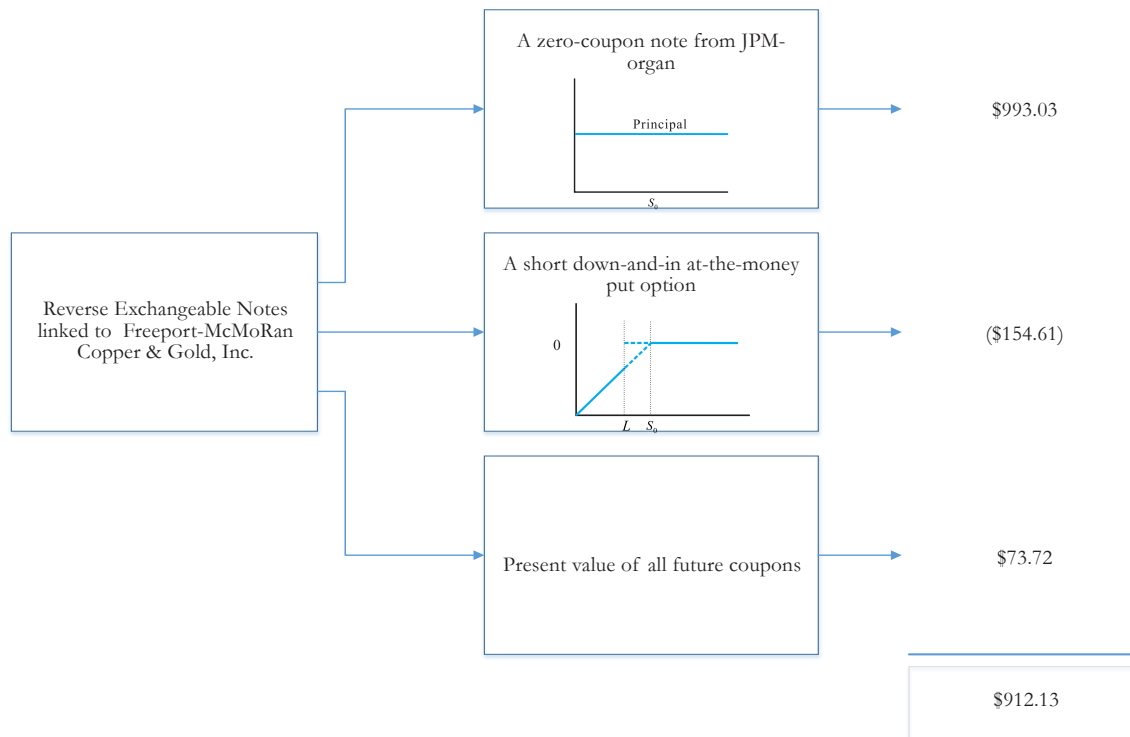 A zero-coupon note from JPM-
organ
Principal
S₀
$993.03
Reverse Exchangeable Notes
linked to Freeport-McMoRan
Copper & Gold, Inc.
A short down-and-in at-the-money
put option
0
L S₀
($154.61)
Present value of all future coupons
$73.72
$912.13